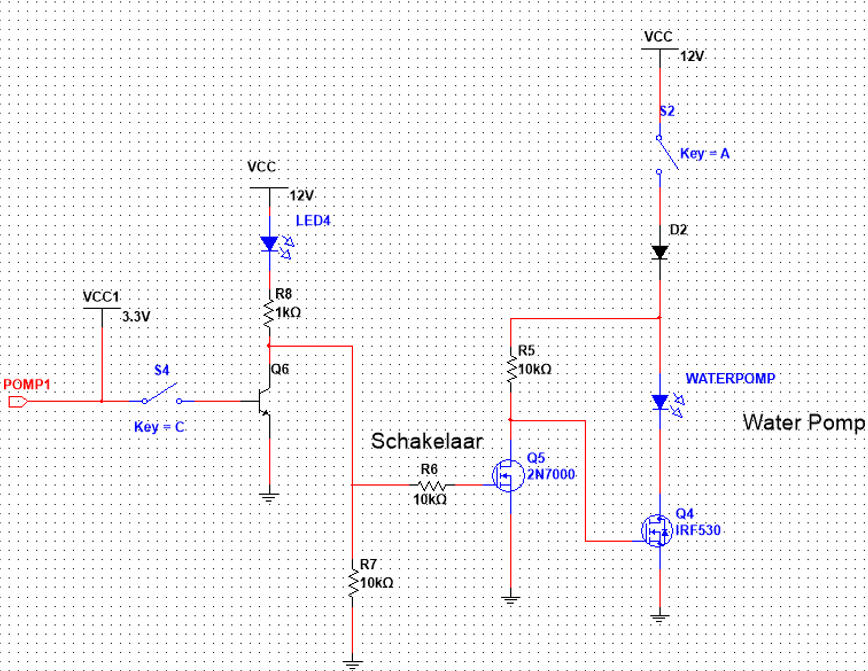 VCC
12V
S2
Key = A
D2
VCC
12V
LED4
R8
1kΩ
VCC1
3.3V
POMP1
S4
Key = C
Q6
R5
10kΩ
WATERPOMP
Water Pomp
Schakelaar
R6
10kΩ
Q5
2N7000
Q4
IRF530
R7
10kΩ